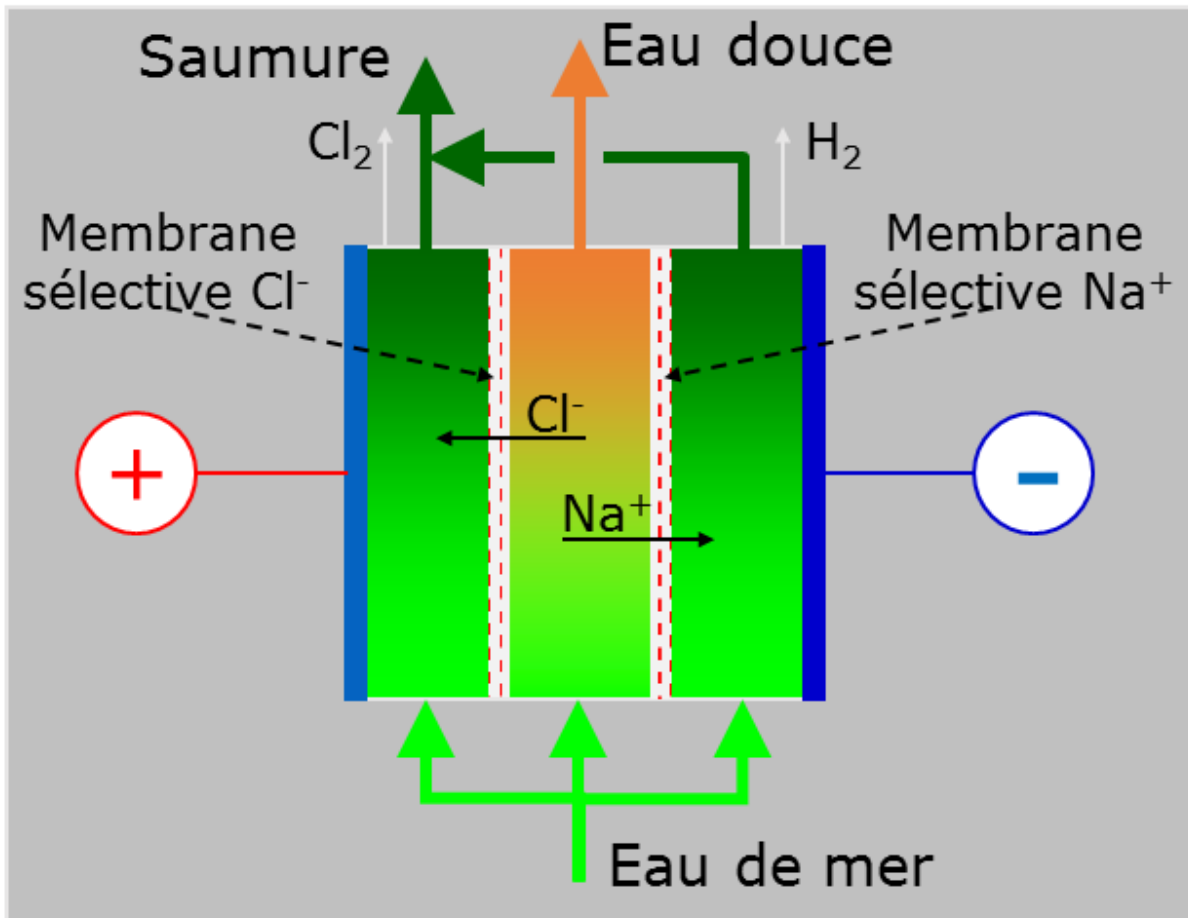 Saumure
Eau douce
Cl₂
H₂
Membrane
sélective Cl⁻
Membrane
sélective Na⁺
Cl⁻
+
-
Na⁺
Eau de mer